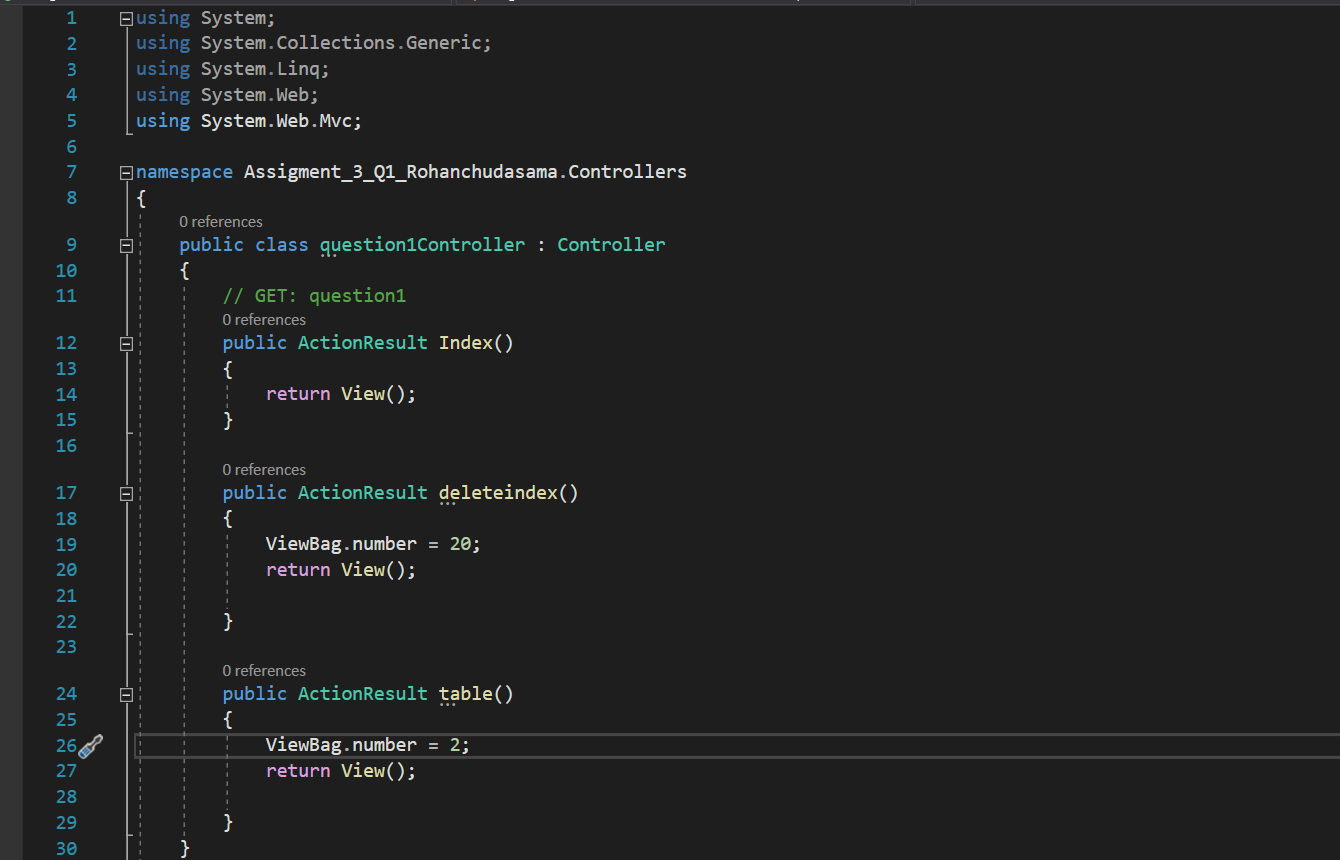 1 using System;
2 using System.Collections.Generic;
3 using System.Linq;
4 using System.Web;
5 using System.Web.Mvc;
6
7 namespace Assigment_3_Q1_Rohanchudasama.Controllers
8 {
0 references
9 public class question1Controller : Controller
10 {
11 // GET: question1
0 references
12 public ActionResult Index()
13 {
14 return View();
15 }
16
0 references
17 public ActionResult deleteindex()
18 {
19 ViewBag.number = 20;
20 return View();
21
22 }
23
0 references
24 public ActionResult table()
25 {
26 ViewBag.number = 2;
27 return View();
28
29 }
30 }